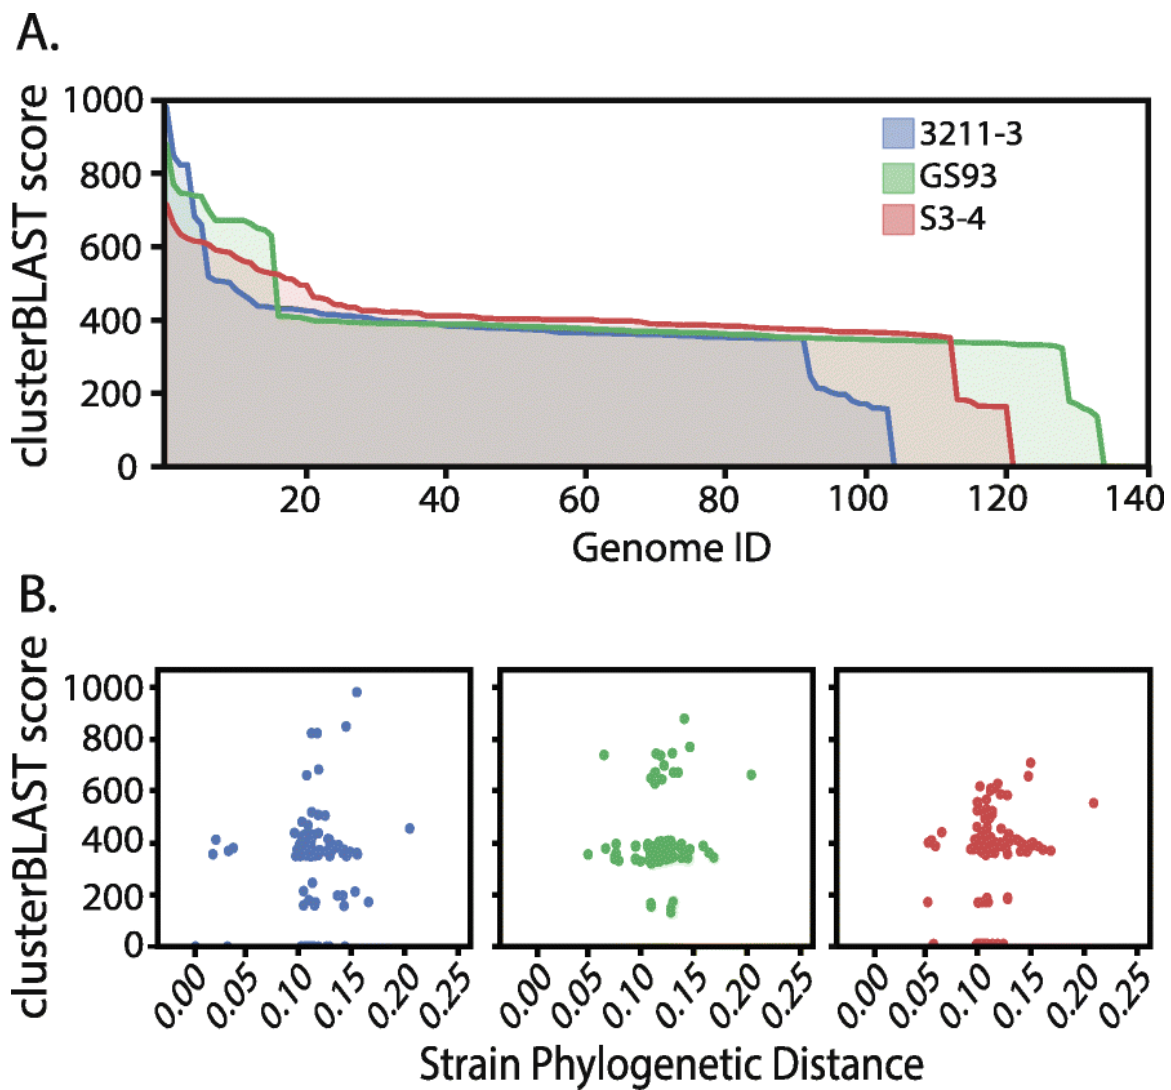 A.
clusterBLAST score
1000
800
600
400
200
0
3211-3
GS93
S3-4
20 40 60 80 100 120 140
Genome ID
B.
clusterBLAST score
1000
800
600
400
200
0
0.00 0.05 0.10 0.15 0.20 0.25 0.00 0.05 0.10 0.15 0.20 0.25 0.00 0.05 0.10 0.15 0.20 0.25
Strain Phylogenetic Distance